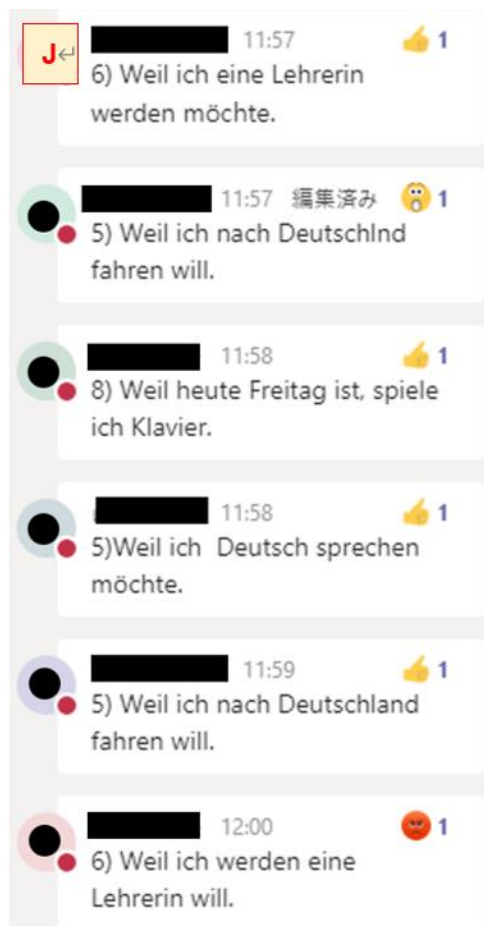 J↵
11:57 1
6) Weil ich eine Lehrerin
werden möchte.
11:57 編集済み 1
5) Weil ich nach Deutschlnd
fahren will.
11:58 1
8) Weil heute Freitag ist, spiele
ich Klavier.
11:58 1
5)Weil ich Deutsch sprechen
möchte.
11:59 1
5) Weil ich nach Deutschland
fahren will.
12:00 1
6) Weil ich werden eine
Lehrerin will.